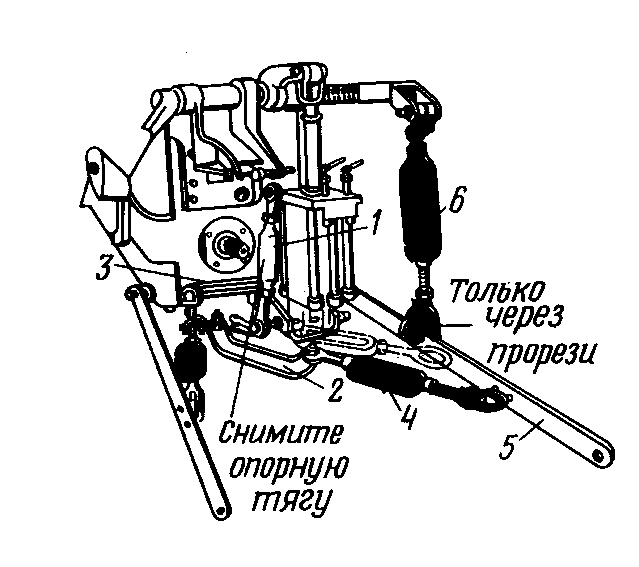 1
6
3
Только
через
прорези
2
4
5
Снимите
опорную
тягу